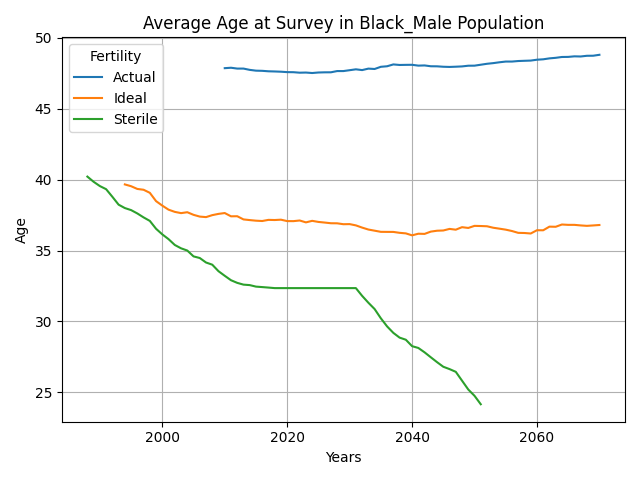 Average Age at Survey in Black_Male Population
Fertility
Actual
Ideal
Sterile
50
45
40
35
30
25
Age
2000
2020
2040
2060
Years